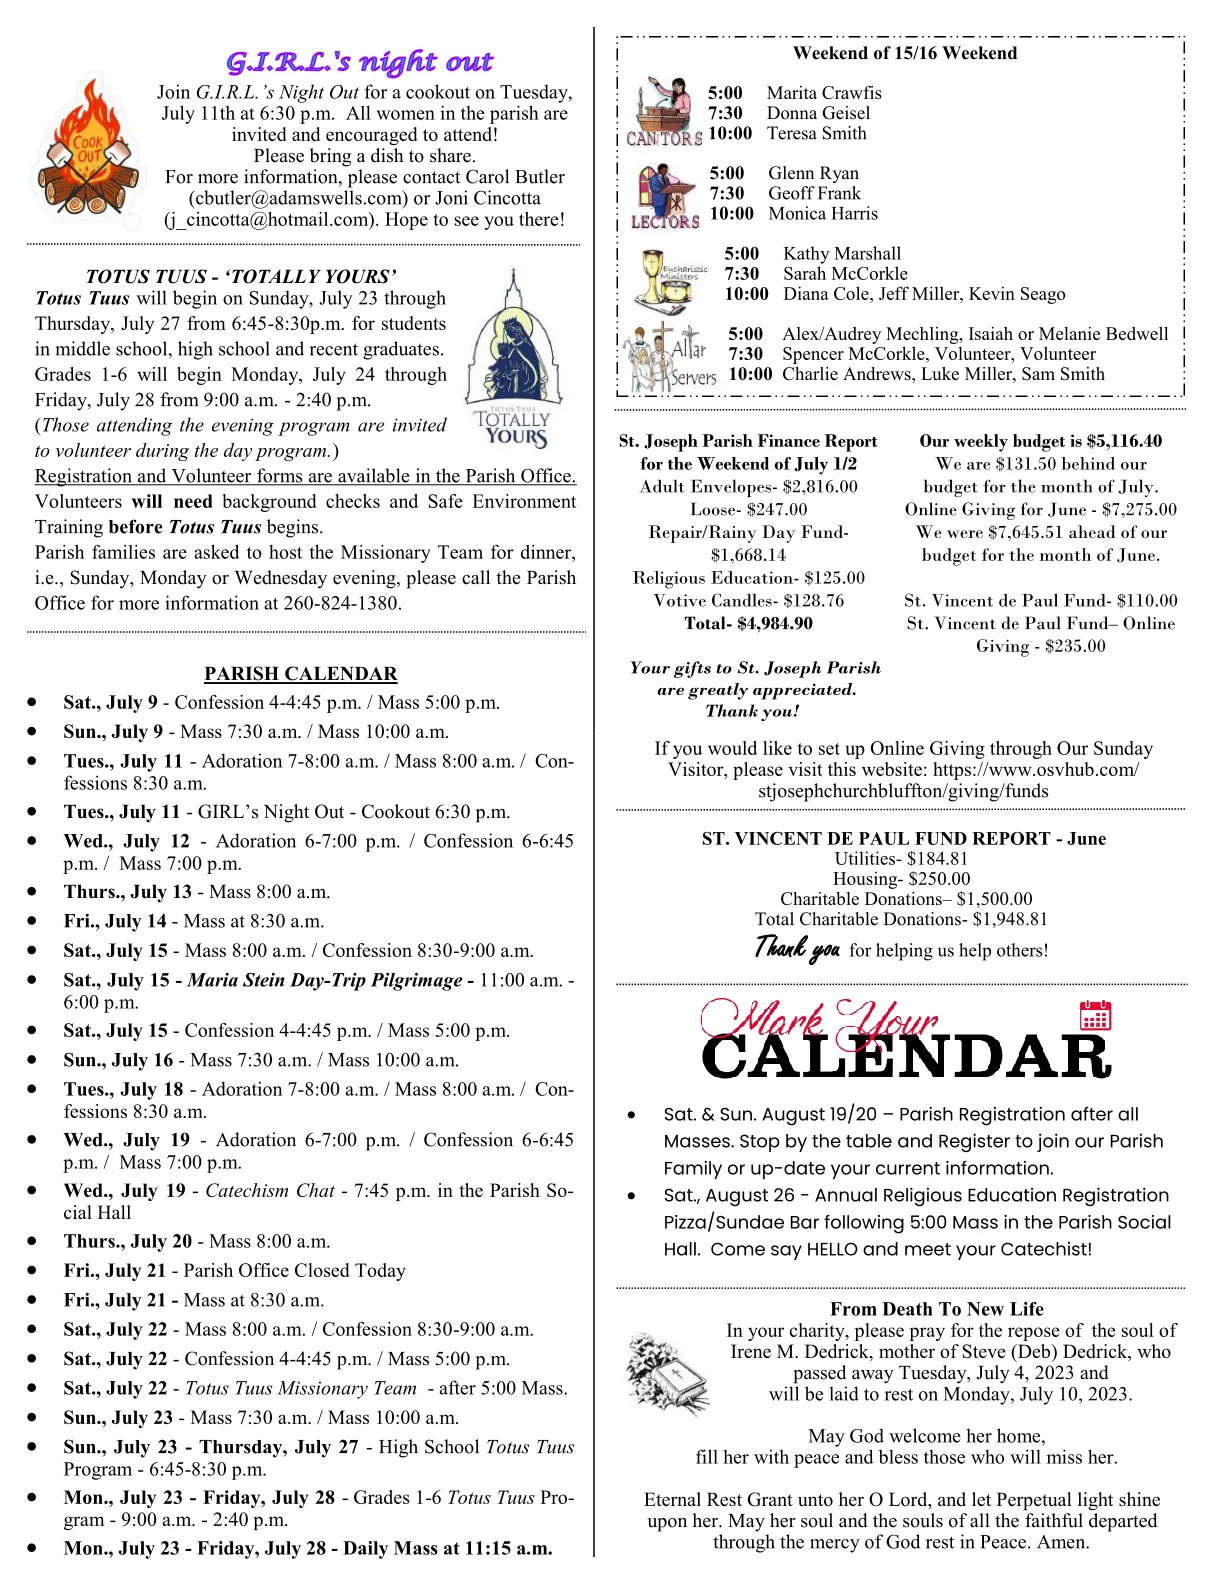 G.I.R.L.'s night out
COOK
OUT
Join G.I.R.L.’s Night Out for a cookout on Tuesday,
July 11th at 6:30 p.m.  All women in the parish are
invited and encouraged to attend!
Please bring a dish to share.
For more information, please contact Carol Butler
(cbutler@adamswells.com) or Joni Cincotta
(j_cincotta@hotmail.com). Hope to see you there!
TOTUS TUUS - ‘TOTALLY YOURS’
Totus Tuus will begin on Sunday, July 23 through
Thursday, July 27 from 6:45-8:30p.m. for students
in middle school, high school and recent graduates.
Grades 1-6 will begin Monday, July 24 through
Friday, July 28 from 9:00 a.m. - 2:40 p.m.
(Those attending the evening program are invited
to volunteer during the day program.)
TOTUS TUUS
TOTALLY
YOURS
Registration and Volunteer forms are available in the Parish Office.
Volunteers will need background checks and Safe Environment
Training before Totus Tuus begins.
Parish families are asked to host the Missionary Team for dinner,
i.e., Sunday, Monday or Wednesday evening, please call the Parish
Office for more information at 260-824-1380.
PARISH CALENDAR
• Sat., July 9 - Confession 4-4:45 p.m. / Mass 5:00 p.m.
• Sun., July 9 - Mass 7:30 a.m. / Mass 10:00 a.m.
• Tues., July 11 - Adoration 7-8:00 a.m. / Mass 8:00 a.m. /  Con-
fessions 8:30 a.m.
• Tues., July 11 - GIRL’s Night Out - Cookout 6:30 p.m.
• Wed., July 12 - Adoration 6-7:00 p.m. / Confession 6-6:45
p.m. /  Mass 7:00 p.m.
• Thurs., July 13 - Mass 8:00 a.m.
• Fri., July 14 - Mass at 8:30 a.m.
• Sat., July 15 - Mass 8:00 a.m. / Confession 8:30-9:00 a.m.
• Sat., July 15 - Maria Stein Day-Trip Pilgrimage - 11:00 a.m. -
6:00 p.m.
• Sat., July 15 - Confession 4-4:45 p.m. / Mass 5:00 p.m.
• Sun., July 16 - Mass 7:30 a.m. / Mass 10:00 a.m.
• Tues., July 18 - Adoration 7-8:00 a.m. / Mass 8:00 a.m. /  Con-
fessions 8:30 a.m.
• Wed., July 19 - Adoration 6-7:00 p.m. / Confession 6-6:45
p.m. /  Mass 7:00 p.m.
• Wed., July 19 - Catechism Chat - 7:45 p.m. in the Parish So-
cial Hall
• Thurs., July 20 - Mass 8:00 a.m.
• Fri., July 21 - Parish Office Closed Today
• Fri., July 21 - Mass at 8:30 a.m.
• Sat., July 22 - Mass 8:00 a.m. / Confession 8:30-9:00 a.m.
• Sat., July 22 - Confession 4-4:45 p.m. / Mass 5:00 p.m.
• Sat., July 22 - Totus Tuus Missionary Team  - after 5:00 Mass.
• Sun., July 23 - Mass 7:30 a.m. / Mass 10:00 a.m.
• Sun., July 23 - Thursday, July 27 - High School Totus Tuus
Program - 6:45-8:30 p.m.
• Mon., July 23 - Friday, July 28 - Grades 1-6 Totus Tuus Pro-
gram - 9:00 a.m. - 2:40 p.m.
• Mon., July 23 - Friday, July 28 - Daily Mass at 11:15 a.m.
Weekend of 15/16 Weekend
CANTORS
5:00 Marita Crawfis
7:30 Donna Geisel
10:00 Teresa Smith
LECTORS
5:00 Glenn Ryan
7:30 Geoff Frank
10:00 Monica Harris
Eucharistic
Ministers
5:00 Kathy Marshall
7:30 Sarah McCorkle
10:00 Diana Cole, Jeff Miller, Kevin Seago
Altar
Servers
5:00 Alex/Audrey Mechling, Isaiah or Melanie Bedwell
7:30 Spencer McCorkle, Volunteer, Volunteer
10:00 Charlie Andrews, Luke Miller, Sam Smith
St. Joseph Parish Finance Report
for the Weekend of July 1/2
Adult Envelopes- $2,816.00
Loose- $247.00
Repair/Rainy Day Fund-
$1,668.14
Religious Education- $125.00
Votive Candles- $128.76
Total- $4,984.90
Your gifts to St. Joseph Parish
are greatly appreciated.
Thank you!
Our weekly budget is $5,116.40
We are $131.50 behind our
budget for the month of July.
Online Giving for June - $7,275.00
We were $7,645.51 ahead of our
budget for the month of June.
St. Vincent de Paul Fund- $110.00
St. Vincent de Paul Fund– Online
Giving - $235.00
If you would like to set up Online Giving through Our Sunday
Visitor, please visit this website: https://www.osvhub.com/
stjosephchurchbluffton/giving/funds
ST. VINCENT DE PAUL FUND REPORT - June
Utilities- $184.81
Housing- $250.00
Charitable Donations– $1,500.00
Total Charitable Donations- $1,948.81
Thank you for helping us help others!
Mark Your
CALENDAR
• Sat. & Sun. August 19/20 – Parish Registration after all
Masses. Stop by the table and Register to join our Parish
Family or up-date your current information.
• Sat., August 26 - Annual Religious Education Registration
Pizza/Sundae Bar following 5:00 Mass in the Parish Social
Hall.  Come say HELLO and meet your Catechist!
From Death To New Life
In your charity, please pray for the repose of  the soul of
Irene M. Dedrick, mother of Steve (Deb) Dedrick, who
passed away Tuesday, July 4, 2023 and
will be laid to rest on Monday, July 10, 2023.
May God welcome her home,
fill her with peace and bless those who will miss her.
Eternal Rest Grant unto her O Lord, and let Perpetual light shine
upon her. May her soul and the souls of all the faithful departed
through the mercy of God rest in Peace. Amen.